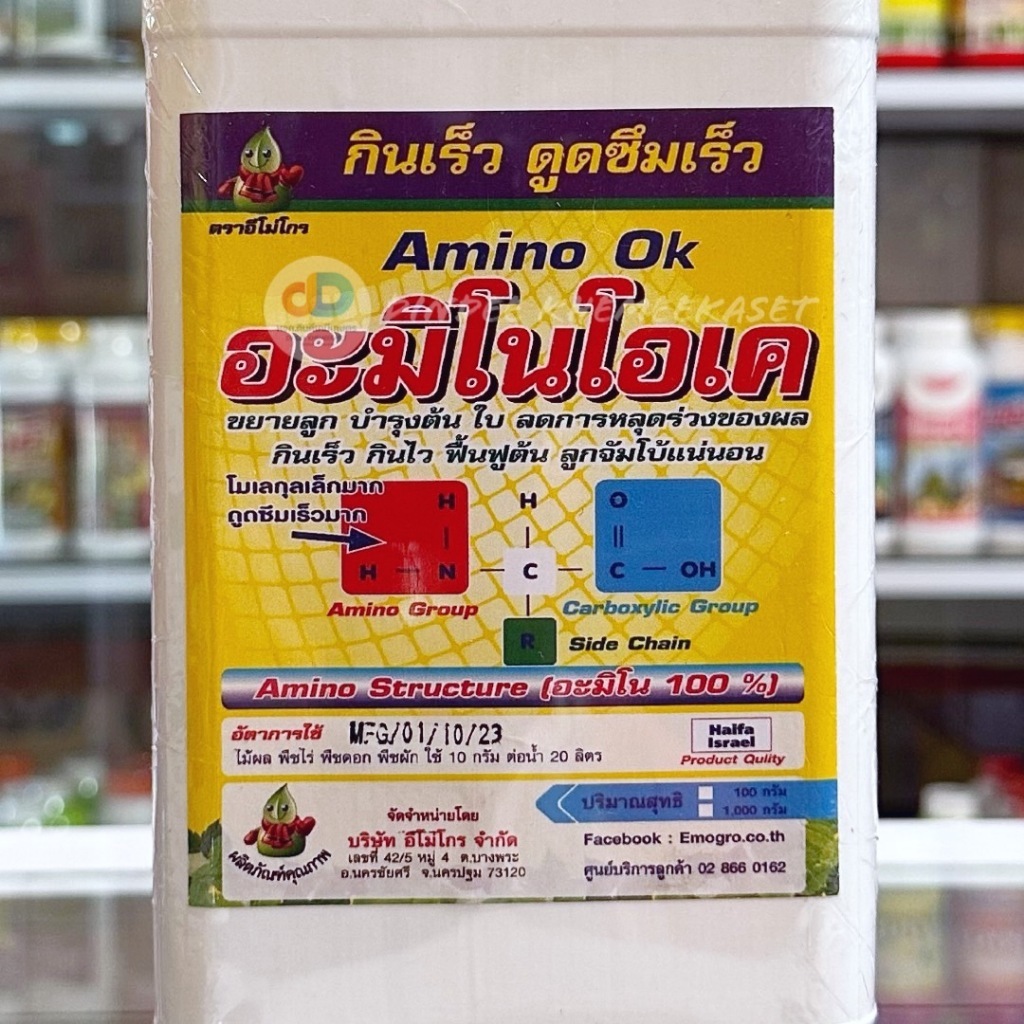 กินเร็ว ดูดซึมเร็ว
ตราอีโม่โกร
Amino Ok
อะมิโนโอเค
ขยายลูก บำรุงต้น ใบ ลดการหลุดร่วงของผล
กินเร็ว กินไว ฟื้นฟูต้น ลูกจัมโบ้แน่นอน
โมเลกุลเล็กมาก
ดูดซึมเร็วมาก
H H O
H N C C OH
Amino Group Carboxylic Group
R Side Chain
Amino Structure (อะมิโน 100 %)
อัตราการใช้ MFG/01/10/23
ไม้ผล พืชไร่ พืชดอก พืชผัก ใช้ 10 กรัม ต่อน้ำ 20 ลิตร
Haifa
Israel
Product Qulity
ปริมาณสุทธิ 100 กรัม
1,000 กรัม
ผลิตภัณฑ์คุณภาพ
จัดจำหน่ายโดย
บริษัท อีโม่โกร จำกัด
เลขที่ 42/5 หมู่ 4 ต.บางพระ
อ.นครชัยศรี จ.นครปฐม 73120
Facebook : Emogro.co.th
ศูนย์บริการลูกค้า 02 866 0162